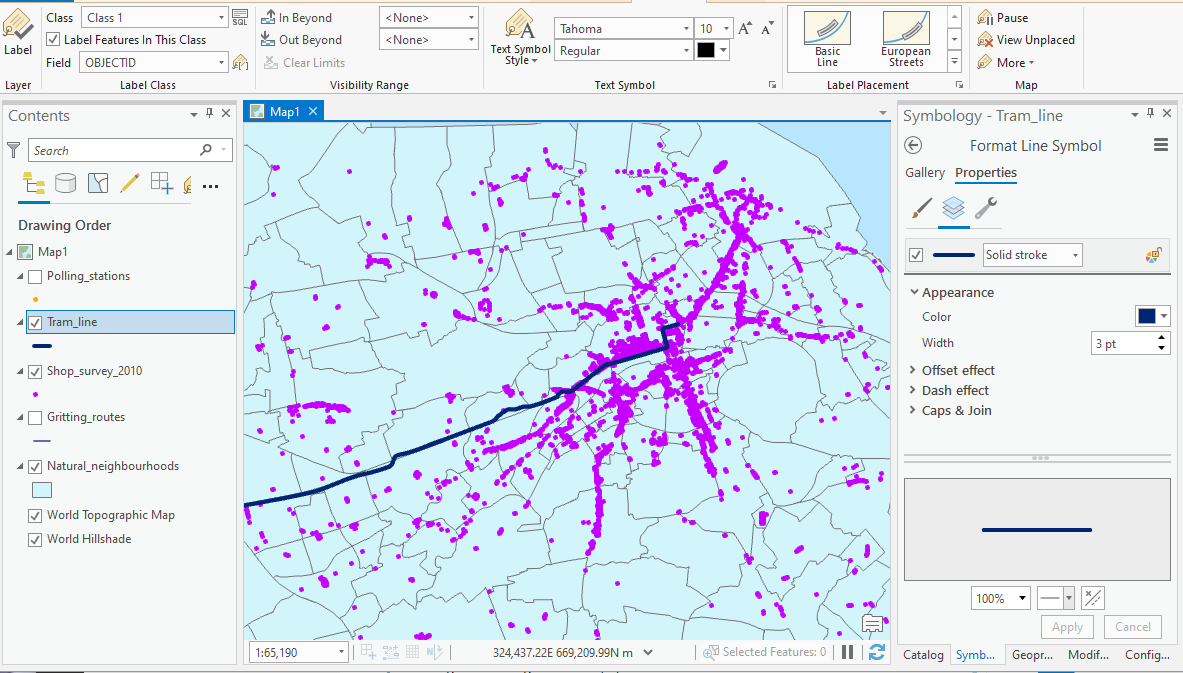 Class Class 1 SQL In Beyond <None> Tahoma 10 Pause
Label Label Features In This Class Out Beyond <None> Text Symbol Style Regular Basic Line European Streets View Unplaced
Field OBJECTID Clear Limits More
Layer Label Class Visibility Range Text Symbol Label Placement Map
Contents
Search
Drawing Order
Map1
Polling_stations
Tram_line
Shop_survey_2010
Gritting_routes
Natural_neighbourhoods
World Topographic Map
World Hillshade
Map1
1:65,190 324,437.22E 669,209.99N m Selected Features: 0
Symbology - Tram_line
Format Line Symbol
Gallery Properties
Solid stroke
Appearance
Color
Width 3 pt
Offset effect
Dash effect
Caps & Join
100%
Apply Cancel
Catalog Symb... Geopr... Modif... Config...